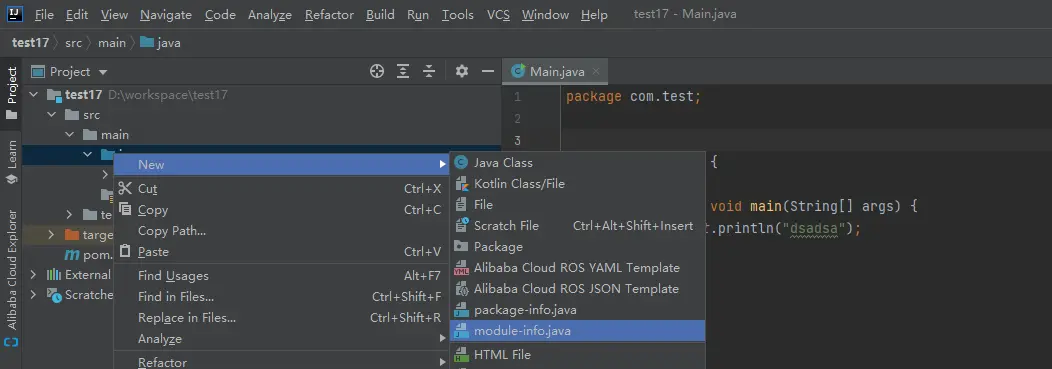 IJ File Edit View Navigate Code Analyze Refactor Build Run Tools VCS Window Help test17 - Main.java
test17 src main java
Project Main.java
Project
Learn
Alibaba Cloud Explorer
test17 D:\workspace\test17
src
main
targe
pom.
External
Scratche
te
1 package com.test;
2
3
{
void main(String[] args) {
t.println("dsadsa");
New
Cut Ctrl+X
Copy Ctrl+C
Copy Path...
Paste Ctrl+V
Find Usages Alt+F7
Find in Files... Ctrl+Shift+F
Replace in Files... Ctrl+Shift+R
Analyze
Refactor
Java Class
Kotlin Class/File
File
Scratch File Ctrl+Alt+Shift+Insert
Package
Alibaba Cloud ROS YAML Template
Alibaba Cloud ROS JSON Template
package-info.java
module-info.java
HTML File